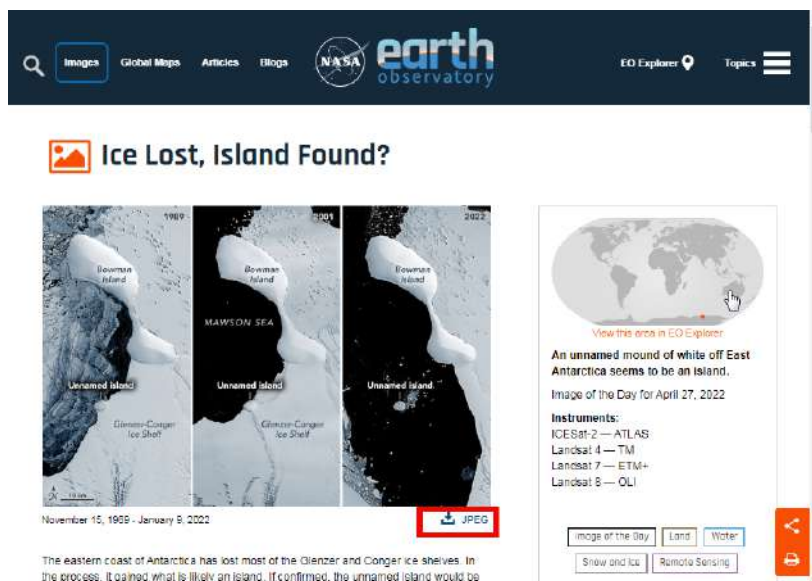 Images Global Maps Articles Blogs NASA earth observatory EO Explorer Topics
Ice Lost, Island Found?
1989 2001 2022
Bowman Island Bowman Island Bowman Island
MAWSON SEA
Unnamed island Unnamed island Unnamed island
Glenzer-Conger Ice Shelf Glenzer-Conger Ice Shelf
N 10 km
November 15, 1989 - January 9, 2022 JPEG
The eastern coast of Antarctica has lost most of the Glenzer and Conger ice shelves. In
the process, it gained what is likely an island. If confirmed, the unnamed island would be
View this area in EO Explorer
An unnamed mound of white off East
Antarctica seems to be an island.
Image of the Day for April 27, 2022
Instruments:
ICESat-2 — ATLAS
Landsat 4 — TM
Landsat 7 — ETM+
Landsat 8 — OLI
Image of the Day Land Water
Snow and Ice Remote Sensing